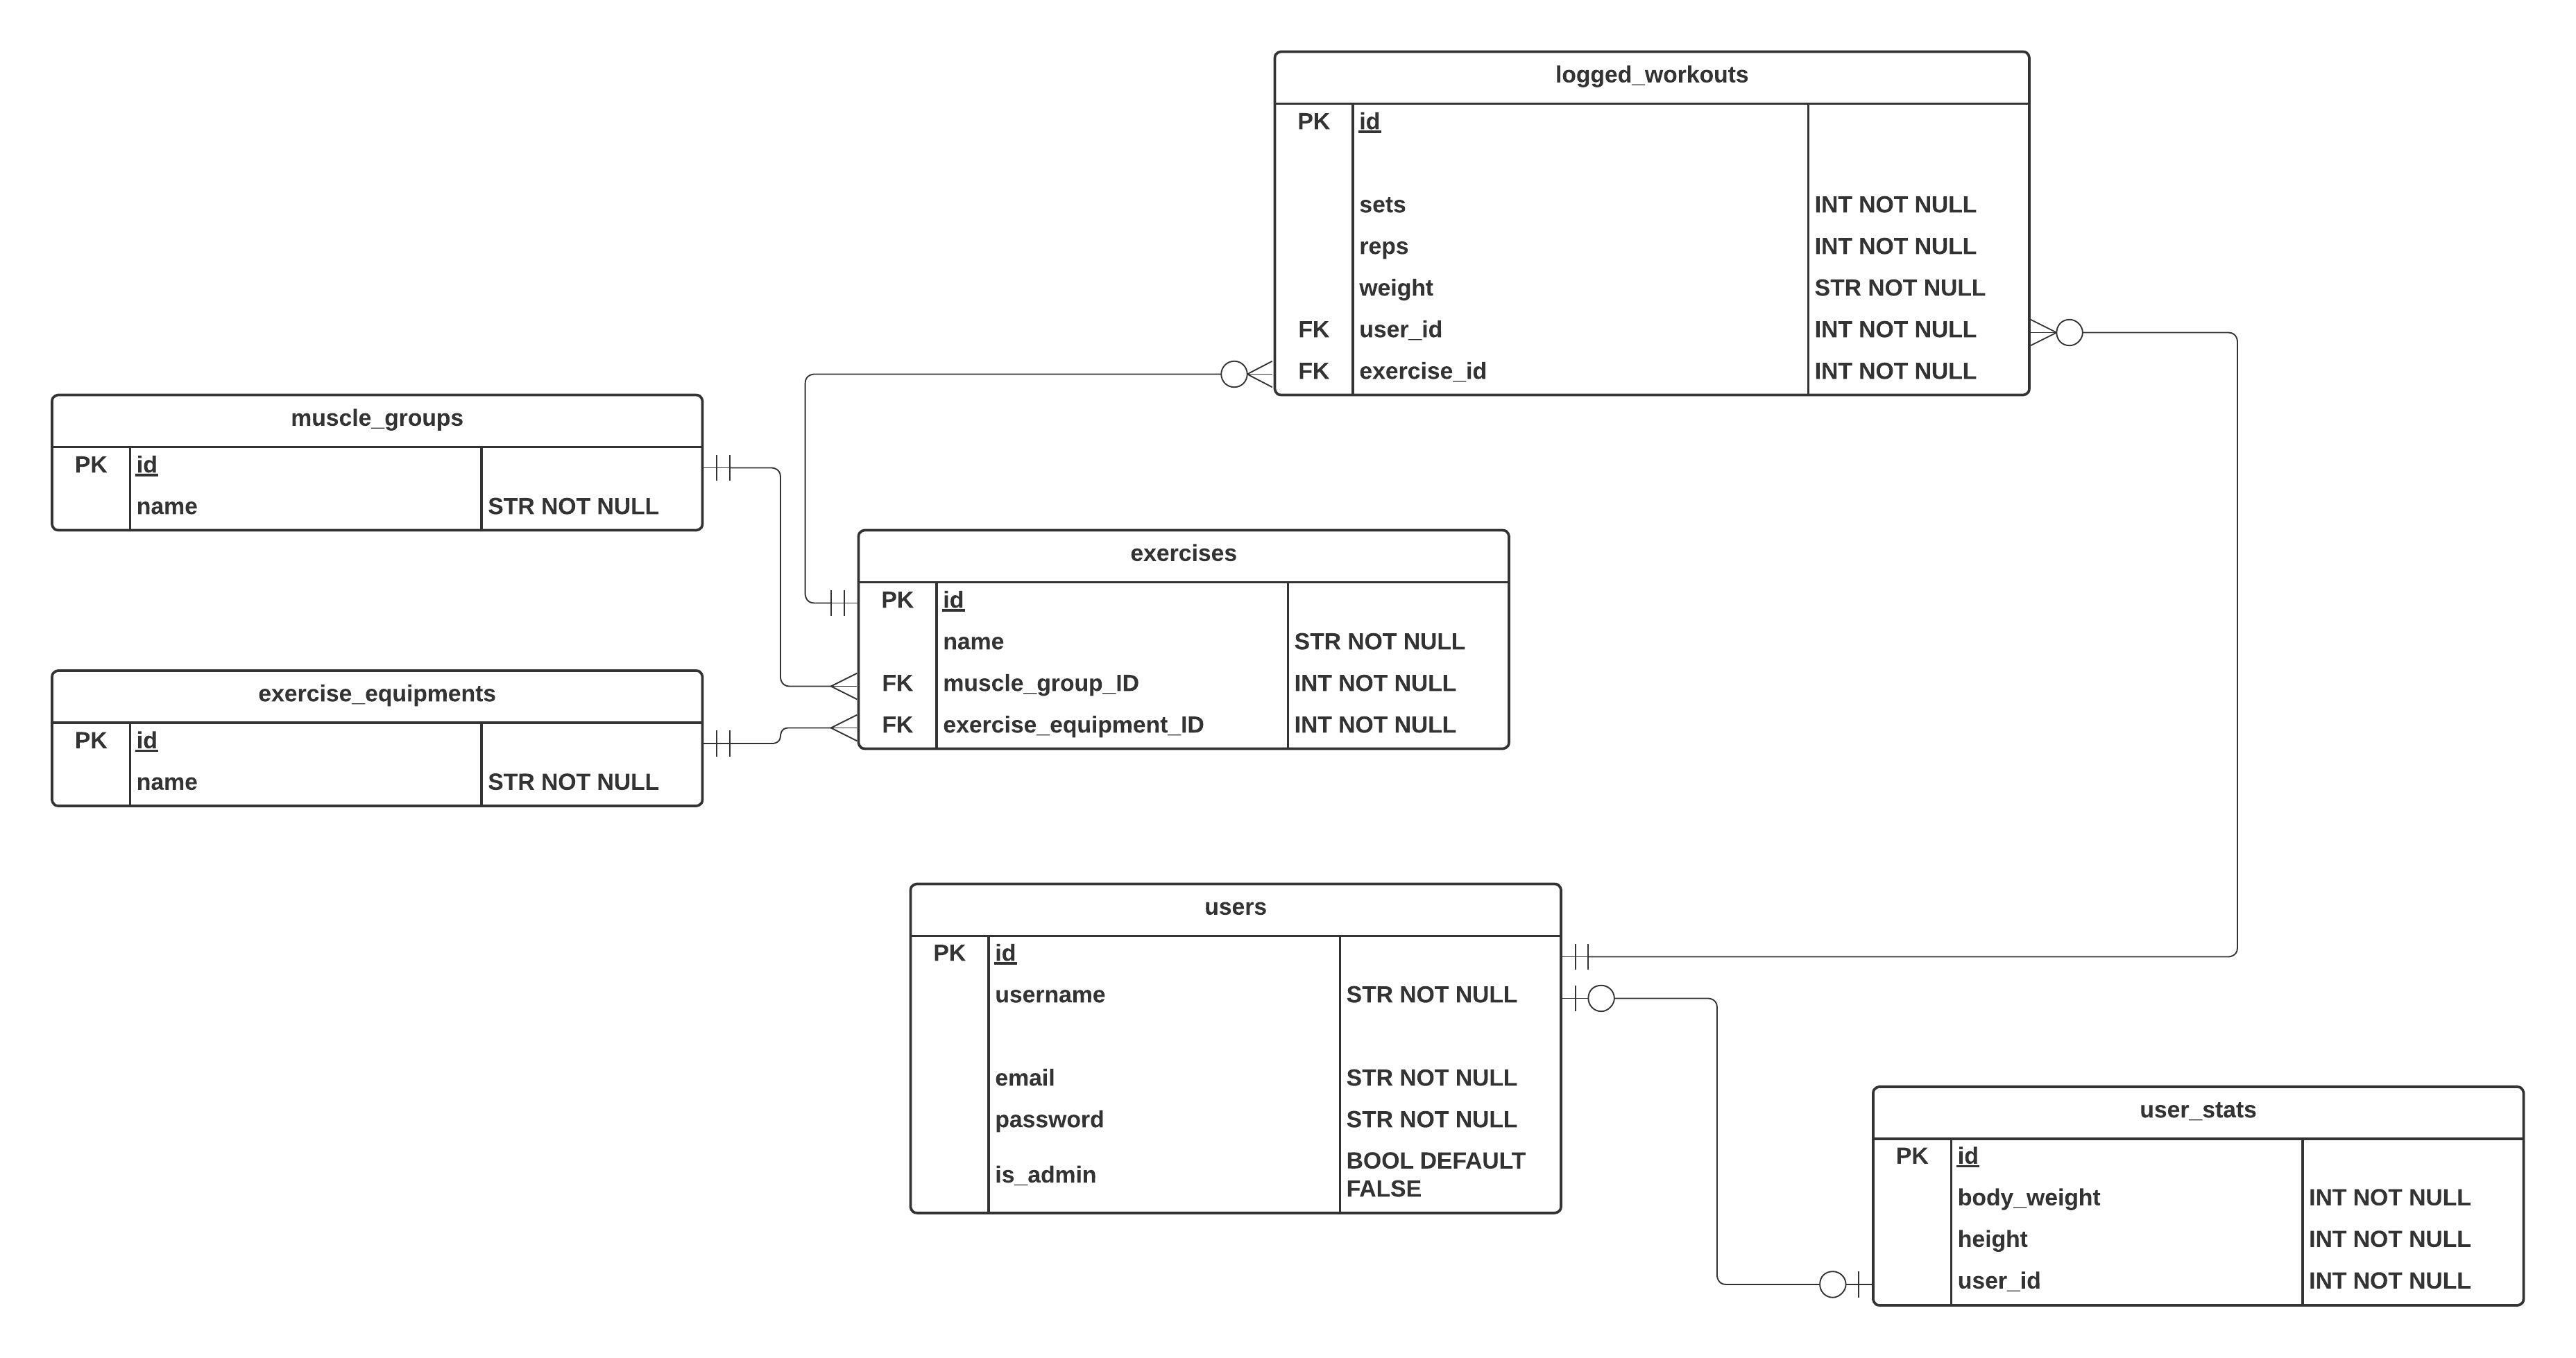 logged_workouts
PK id
sets INT NOT NULL
reps INT NOT NULL
weight STR NOT NULL
FK user_id INT NOT NULL
FK exercise_id INT NOT NULL
muscle_groups
PK id
name STR NOT NULL
exercises
PK id
name STR NOT NULL
FK muscle_group_ID INT NOT NULL
FK exercise_equipment_ID INT NOT NULL
exercise_equipments
PK id
name STR NOT NULL
users
PK id
username STR NOT NULL
email STR NOT NULL
password STR NOT NULL
is_admin BOOL DEFAULT
FALSE
user_stats
PK id
body_weight INT NOT NULL
height INT NOT NULL
user_id INT NOT NULL